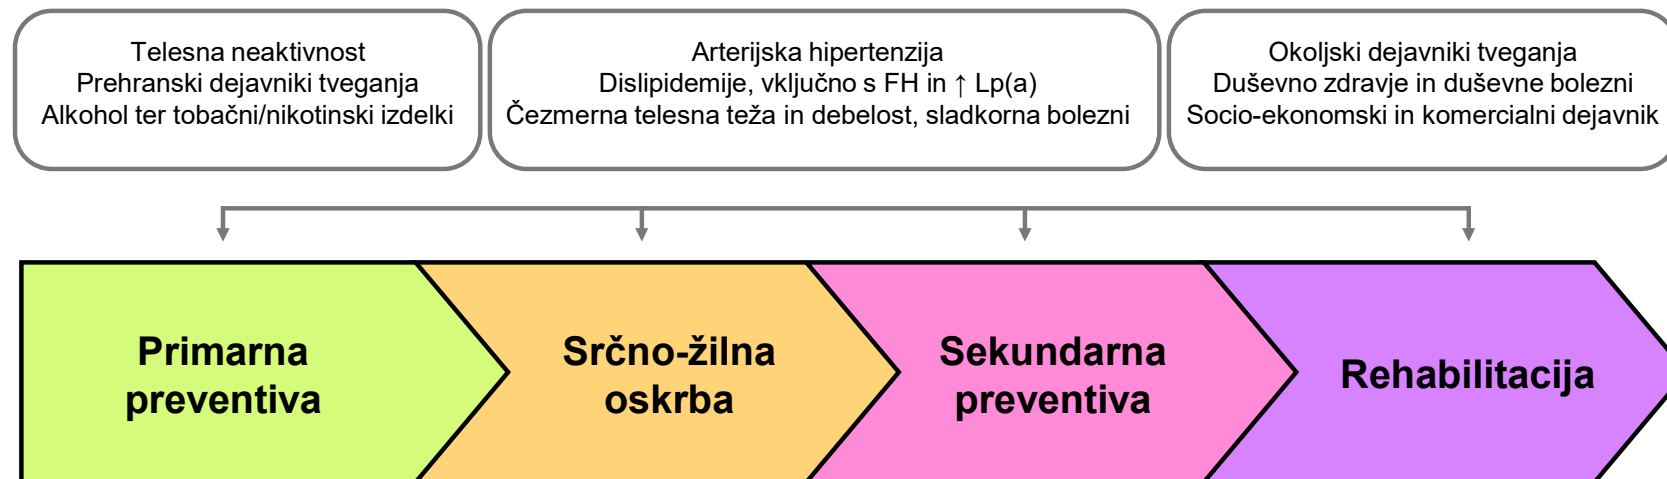 Telesna neaktivnost
Prehranski dejavniki tveganja
Alkohol ter tobačni/nikotinski izdelki
Arterijska hipertenzija
Dislipidemije, vključno s FH in ↑ Lp(a)
Čezmerna telesna teža in debelost, sladkorna bolezni
Okoljski dejavniki tveganja
Duševno zdravje in duševne bolezni
Socio-ekonomski in komercialni dejavnik
Primarna
preventiva
Srčno-žilna
oskrba
Sekundarna
preventiva
Rehabilitacija